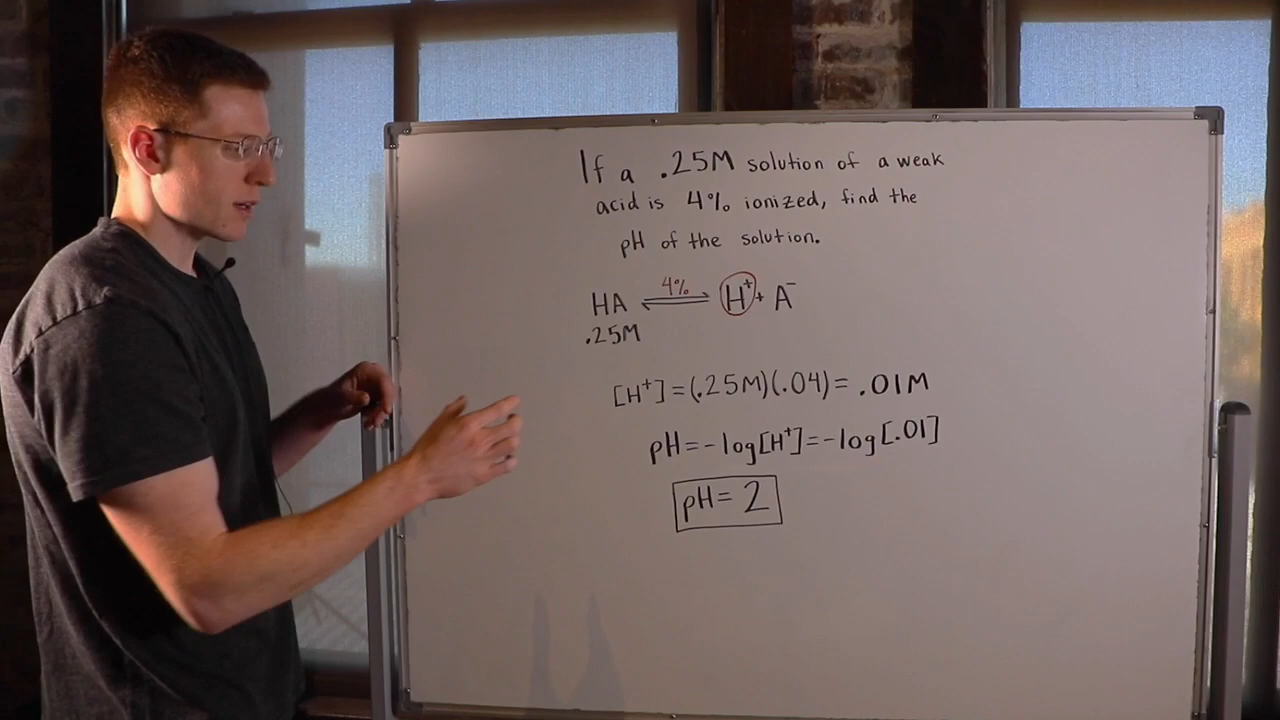 If a .25M solution of a weak
acid is 4% ionized, find the
pH of the solution.
4%
HA ⇌ H⁺ + A⁻
.25M
[H⁺] = (.25M)(.04) = .01M
pH = -log[H⁺] = -log[.01]
pH = 2